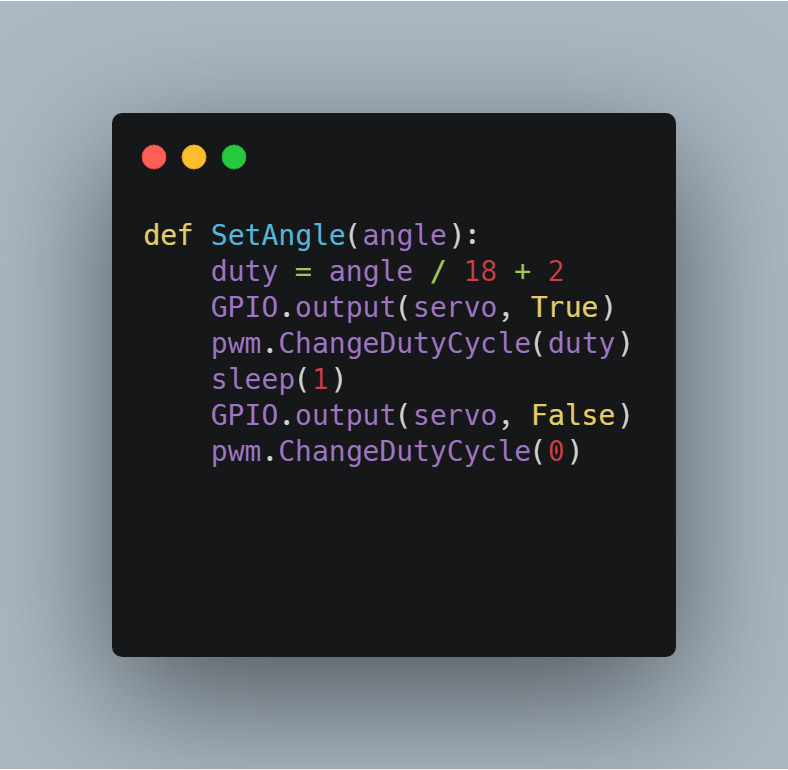 def SetAngle(angle):
    duty = angle / 18 + 2
    GPIO.output(servo, True)
    pwm.ChangeDutyCycle(duty)
    sleep(1)
    GPIO.output(servo, False)
    pwm.ChangeDutyCycle(0)